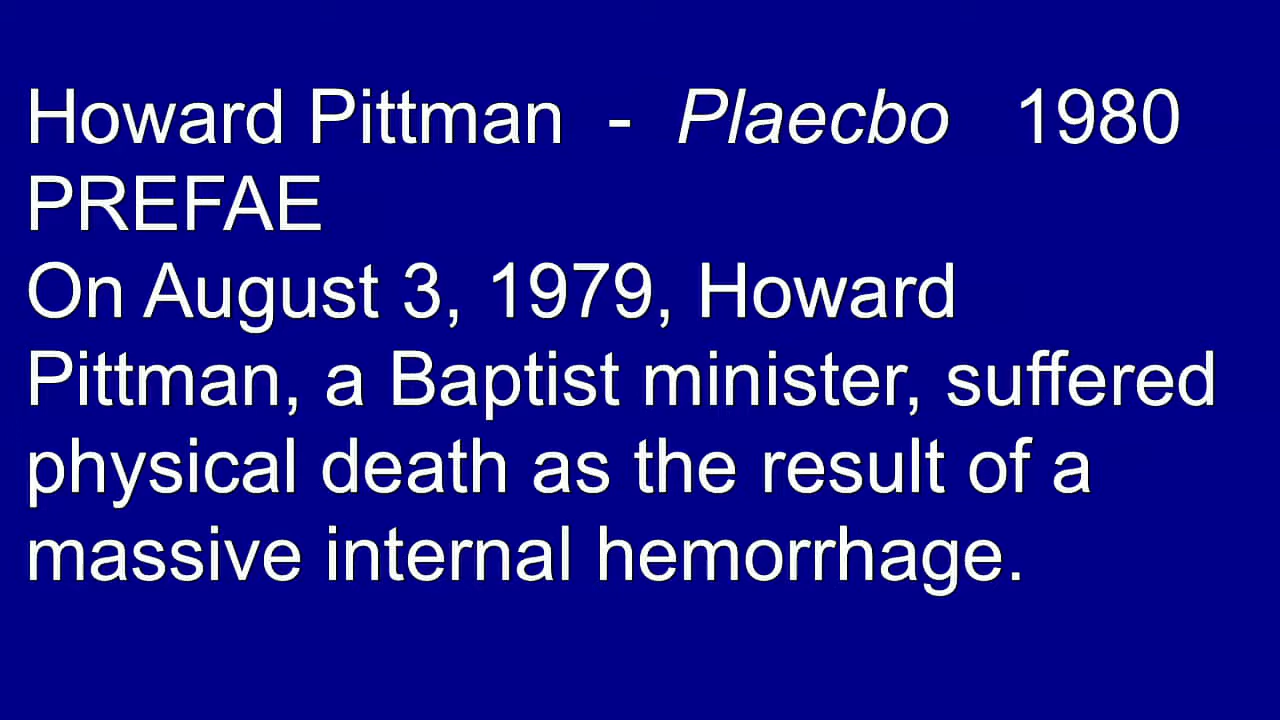 Howard Pittman - Plaecbo 1980
PREFAE
On August 3, 1979, Howard
Pittman, a Baptist minister, suffered
physical death as the result of a
massive internal hemorrhage.